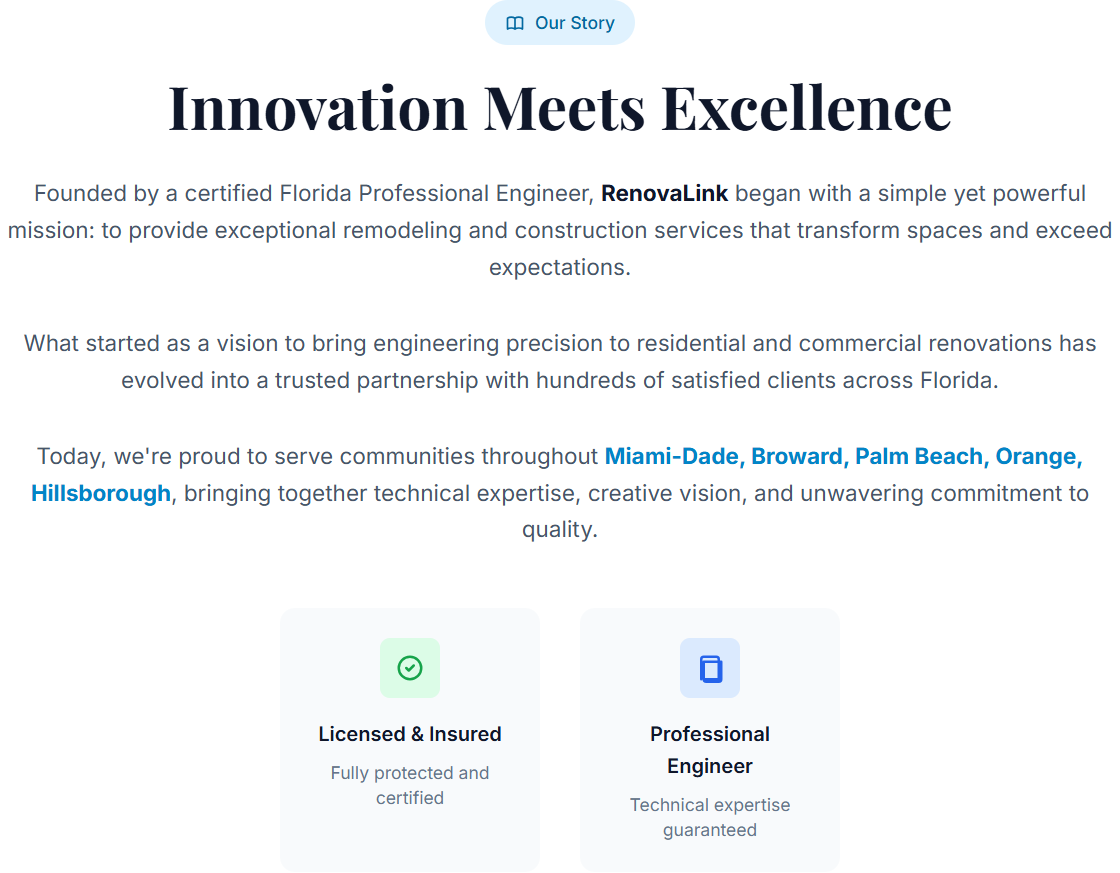 Our Story
Innovation Meets Excellence
Founded by a certified Florida Professional Engineer, RenovaLink began with a simple yet powerful
mission: to provide exceptional remodeling and construction services that transform spaces and exceed
expectations.
What started as a vision to bring engineering precision to residential and commercial renovations has
evolved into a trusted partnership with hundreds of satisfied clients across Florida.
Today, we're proud to serve communities throughout Miami-Dade, Broward, Palm Beach, Orange,
Hillsborough, bringing together technical expertise, creative vision, and unwavering commitment to
quality.
Licensed & Insured
Fully protected and
certified
Professional
Engineer
Technical expertise
guaranteed